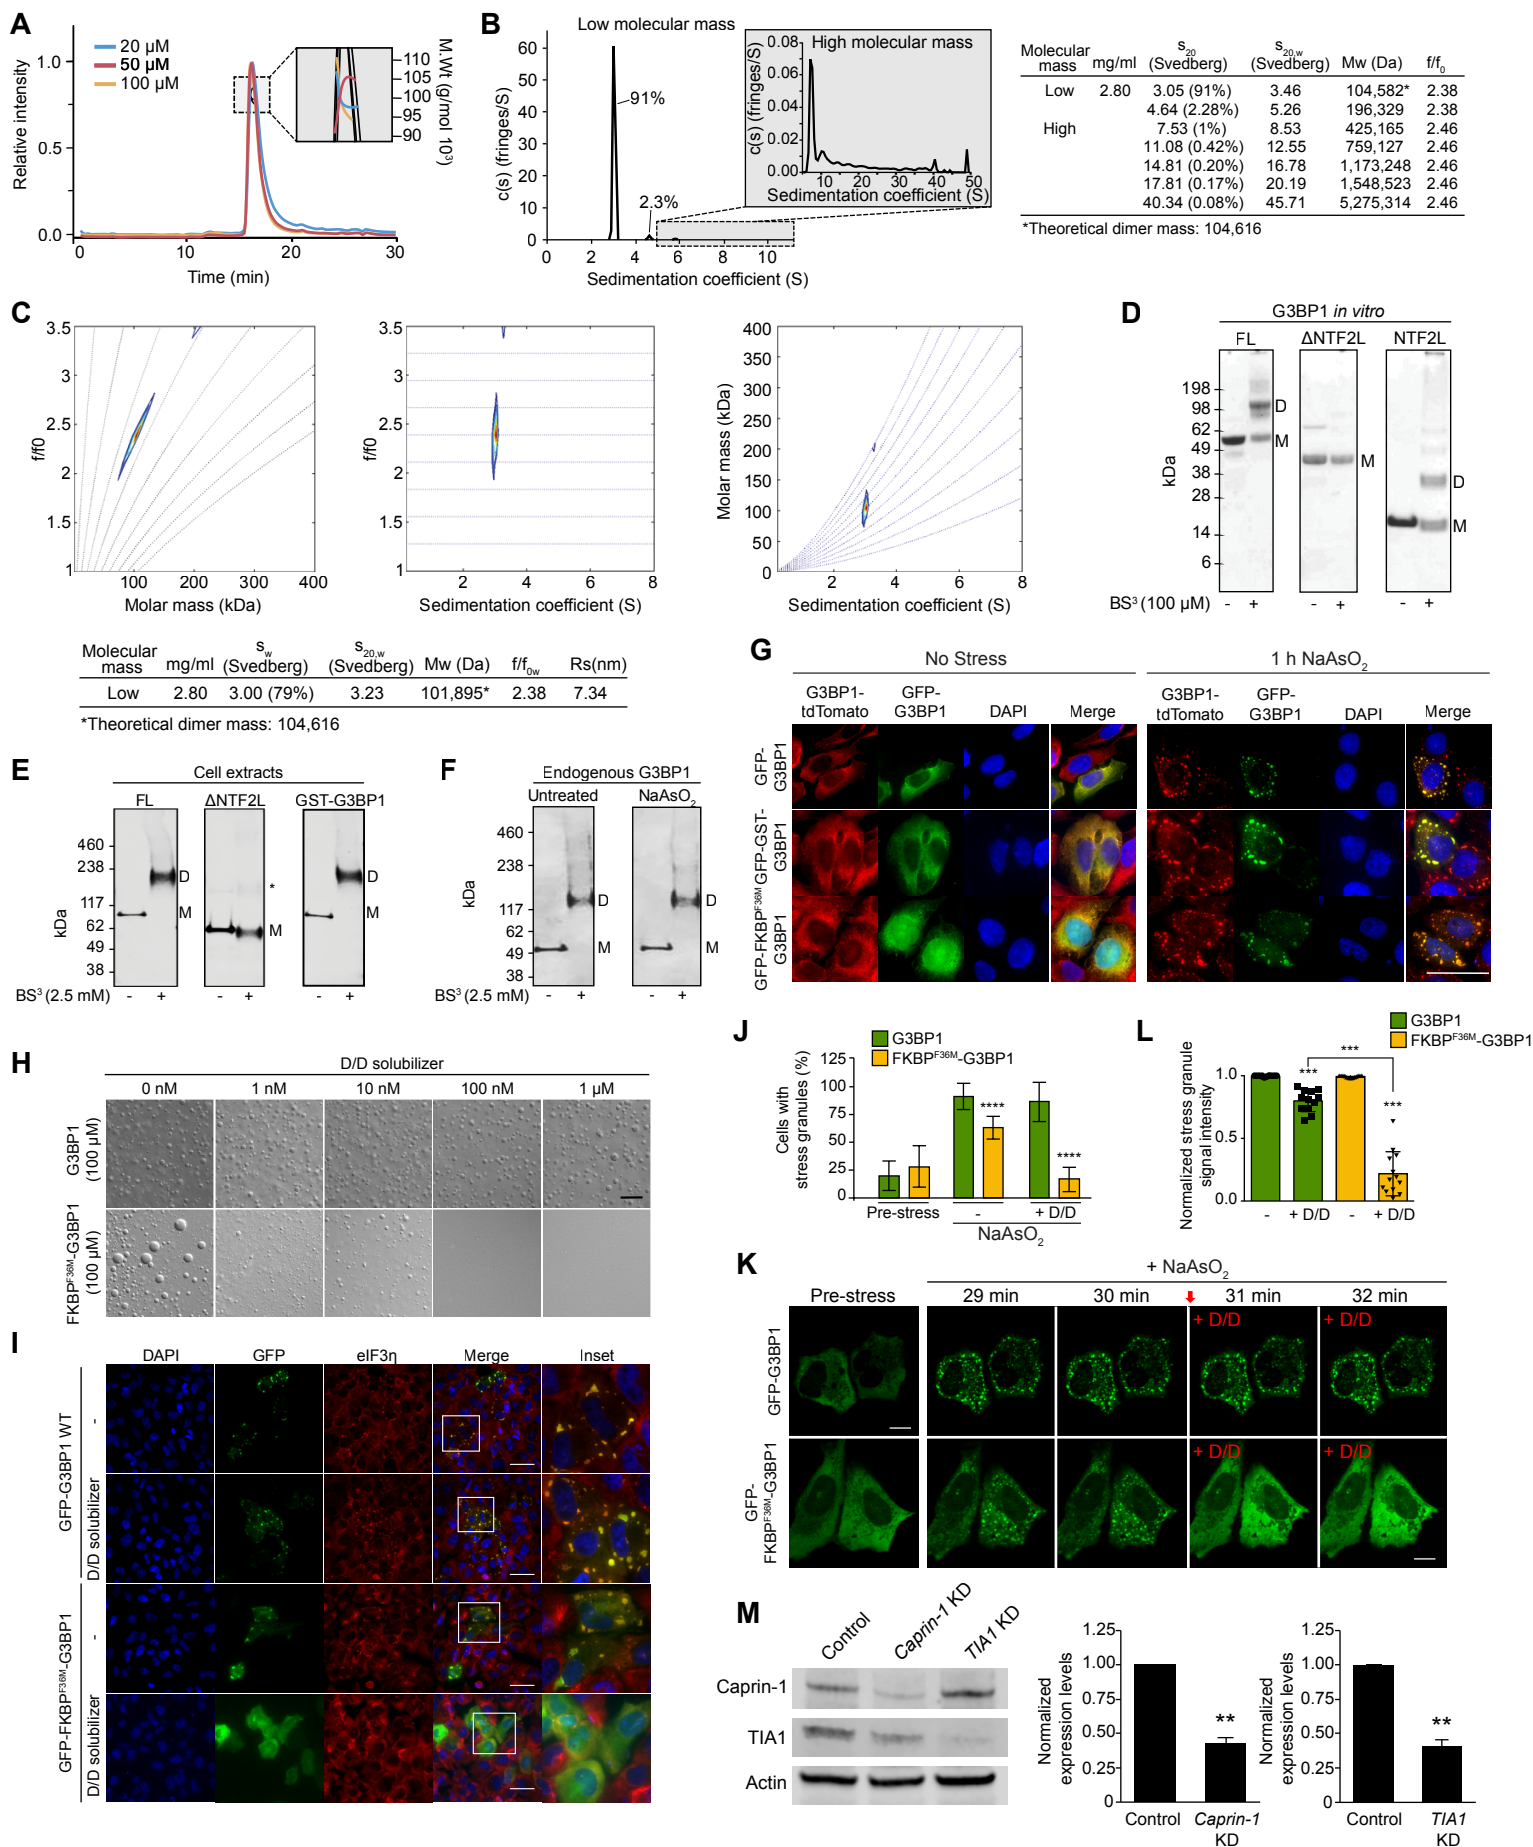 A
20 µM
50 µM
100 µM
Relative intensity
1.0
0.5
0.0
0 10 20 30
Time (min)
110
105
100
95
90
M.Wt (g/mol 10³)
B
Low molecular mass
c(s) (fringes/S)
60
50
40
30
20
10
0
91%
2.3%
0 2 4 6 8 10
Sedimentation coefficient (S)
High molecular mass
c(s) (fringes/S)
0.08
0.06
0.04
0.02
0.00
10 20 30 40 50
Sedimentation coefficient (S)
Molecular mass mg/ml s20 (Svedberg) s20,w (Svedberg) Mw (Da) f/f0
Low 2.80 3.05 (91%) 3.46 104,582* 2.38
4.64 (2.28%) 5.26 196,329 2.38
High 7.53 (1%) 8.53 425,165 2.46
11.08 (0.42%) 12.55 759,127 2.46
14.81 (0.20%) 16.78 1,173,248 2.46
17.81 (0.17%) 20.19 1,548,523 2.46
40.34 (0.08%) 45.71 5,275,314 2.46
*Theoretical dimer mass: 104,616
C
f/f0
3.5
3
2.5
2
1.5
1
100 200 300 400
Molar mass (kDa)
f/f0
3.5
3
2.5
2
1.5
1
2 4 6 8
Sedimentation coefficient (S)
Molar mass (kDa)
400
350
300
250
200
150
100
50
0
2 4 6 8
Sedimentation coefficient (S)
Molecular mass mg/ml sw (Svedberg) s20,w (Svedberg) Mw (Da) f/f0w Rs(nm)
Low 2.80 3.00 (79%) 3.23 101,895* 2.38 7.34
*Theoretical dimer mass: 104,616
D
G3BP1 in vitro
FL ΔNTF2L NTF2L
kDa
198
98
62
49
38
28
14
6
D
M
M
D
M
BS³ (100 µM) - + - + - +
E
Cell extracts
FL ΔNTF2L GST-G3BP1
kDa
460
238
117
62
49
38
D
M
*
M
D
M
BS³ (2.5 mM) - + - + - +
F
Endogenous G3BP1
Untreated NaAsO2
kDa
460
238
117
62
49
38
D
M
D
M
BS³ (2.5 mM) - + - +
G
No Stress 1 h NaAsO2
G3BP1-tdTomato GFP-G3BP1 DAPI Merge G3BP1-tdTomato GFP-G3BP1 DAPI Merge
GFP-G3BP1
GFP-GST-G3BP1
GFP-FKBPF36M-G3BP1
H
D/D solubilizer
0 nM 1 nM 10 nM 100 nM 1 µM
G3BP1 (100 µM)
FKBPF36M-G3BP1 (100 µM)
I
DAPI GFP eIF3η Merge Inset
GFP-G3BP1 WT
-
D/D solubilizer
GFP-FKBPF36M-G3BP1
-
D/D solubilizer
J
G3BP1
FKBPF36M-G3BP1
Cells with stress granules (%)
125
100
75
50
25
0
****
****
Pre-stress - + D/D
NaAsO2
K
+ NaAsO2
Pre-stress 29 min 30 min 31 min 32 min
GFP-G3BP1
+ D/D + D/D
GFP-FKBPF36M-G3BP1
+ D/D + D/D
L
G3BP1
FKBPF36M-G3BP1
Normalized stress granule signal intensity
1.0
0.5
0.0
***
***
***
- + D/D - + D/D
M
Control Caprin-1 KD TIA1 KD
Caprin-1
TIA1
Actin
Normalized expression levels
1.25
1.00
0.75
0.50
0.25
0
**
Control Caprin-1 KD
Normalized expression levels
1.25
1.00
0.75
0.50
0.25
0
**
Control TIA1 KD